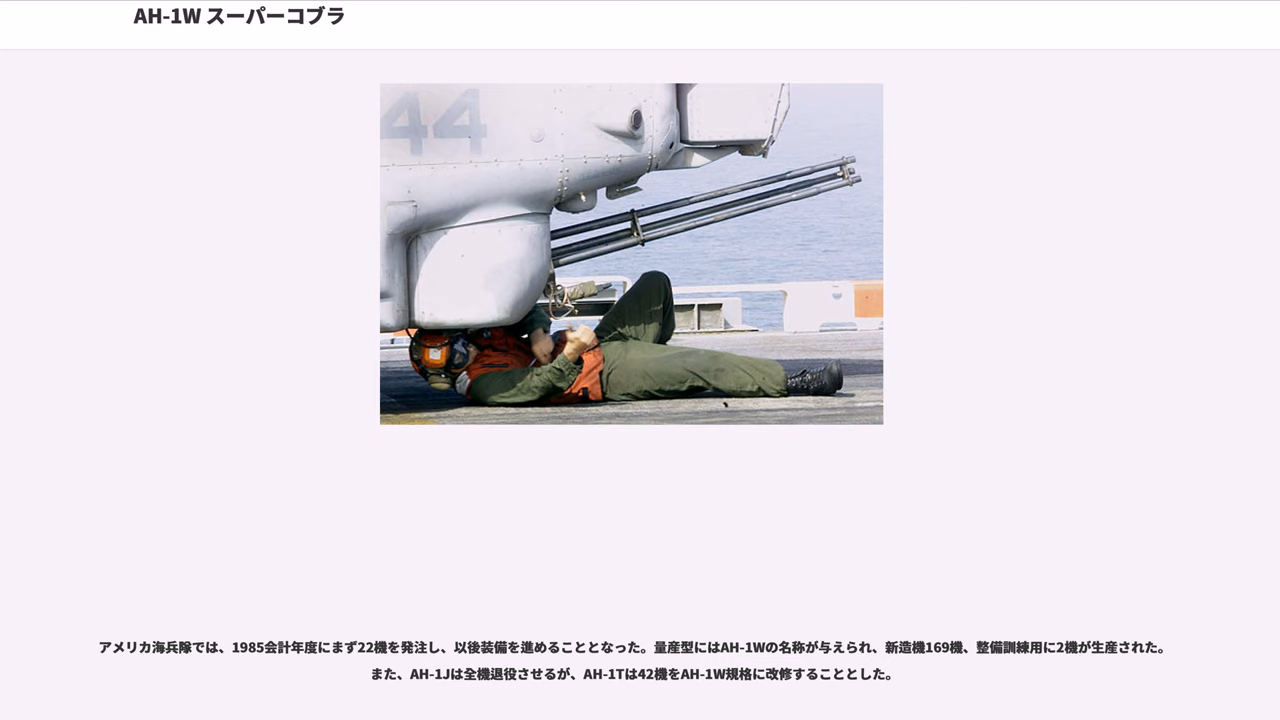 AH-1W スーパーコブラ
44
アメリカ海兵隊では、1985会計年度にまず22機を発注し、以後装備を進めることとなった。量産型にはAH-1Wの名称が与えられ、新造機169機、整備訓練用に2機が生産された。
また、AH-1Jは全機退役させるが、AH-1Tは42機をAH-1W規格に改修することとした。